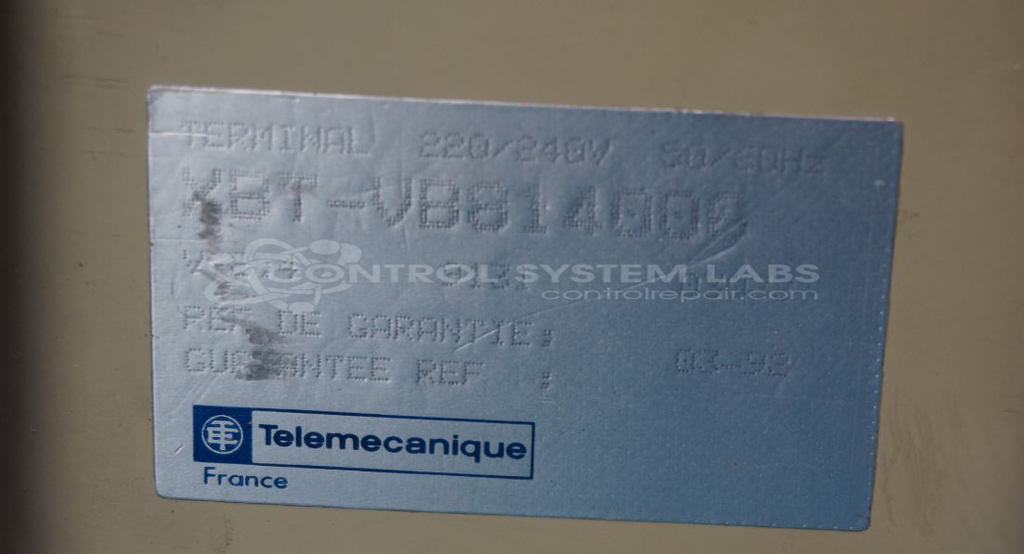 TERMINAL 220/240V 50/60Hz
XBT-VB81400
CONTROL SYSTEM LABS
controlrepair.com
REF DE GARANTIE:
GUARANTEE REF : 03-92
Telemecanique
France